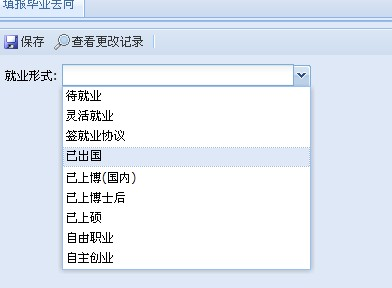 填报毕业去向
保存 查看更改记录
就业形式:
待就业
灵活就业
签就业协议
已出国
已上博(国内)
已上博士后
已上硕
自由职业
自主创业